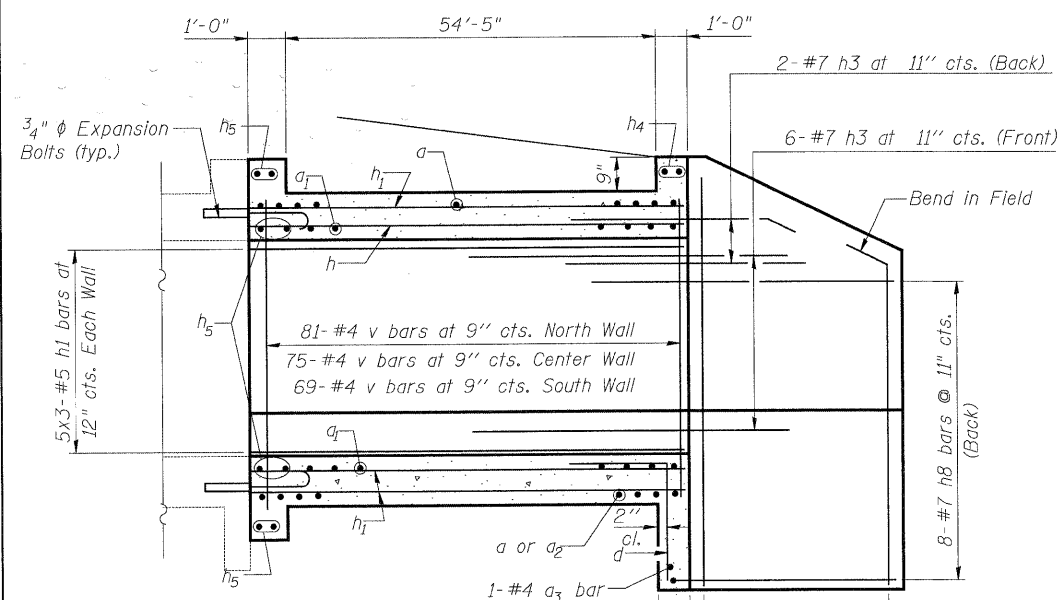 1'-0"
54'-5"
1'-0"
2-#7 h3 at 11" cts. (Back)
3/4" ϕ Expansion
Bolts (typ.)
h5
h4
6-#7 h3 at 11" cts. (Front)
a
a1
h1
9"
Bend in Field
h
5x3-#5 h1 bars at
12" cts. Each Wall
h5
81-#4 v bars at 9" cts. North Wall
75-#4 v bars at 9" cts. Center Wall
69-#4 v bars at 9" cts. South Wall
8-#7 h8 bars @ 11" cts.
(Back)
a1
h1
2"
cl.
a or a2
d
h5
1-#4 a3 bar